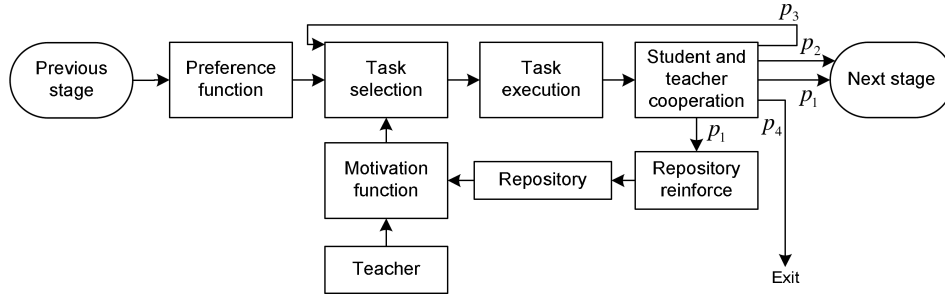 p3
Previous
stage
Preference
function
Task
selection
Task
execution
Student and
teacher
cooperation
p2
p1
p4
Next stage
p1
Motivation
function
Repository
Repository
reinforce
Teacher
Exit